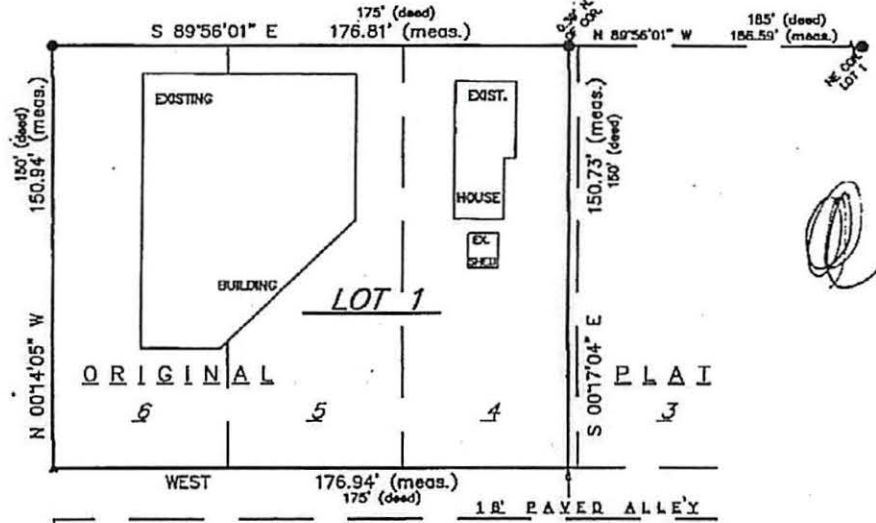 175' (deed)
S 89°56'01" E 176.81' (meas.)
185' (deed)
N 89°56'01" W 186.59' (meas.)
NE COR.
LOT 1
150' (deed)
150.94' (meas.)
N 00°14'05" W
EXISTING
BUILDING
EXIST.
HOUSE
EX.
SHED
LOT 1
150.73' (meas.)
150' (deed)
S 00°17'04" E
ORIGINAL PLAT
6 5 4 3
WEST 176.94' (meas.)
175' (deed)
18' PAVED ALLEY